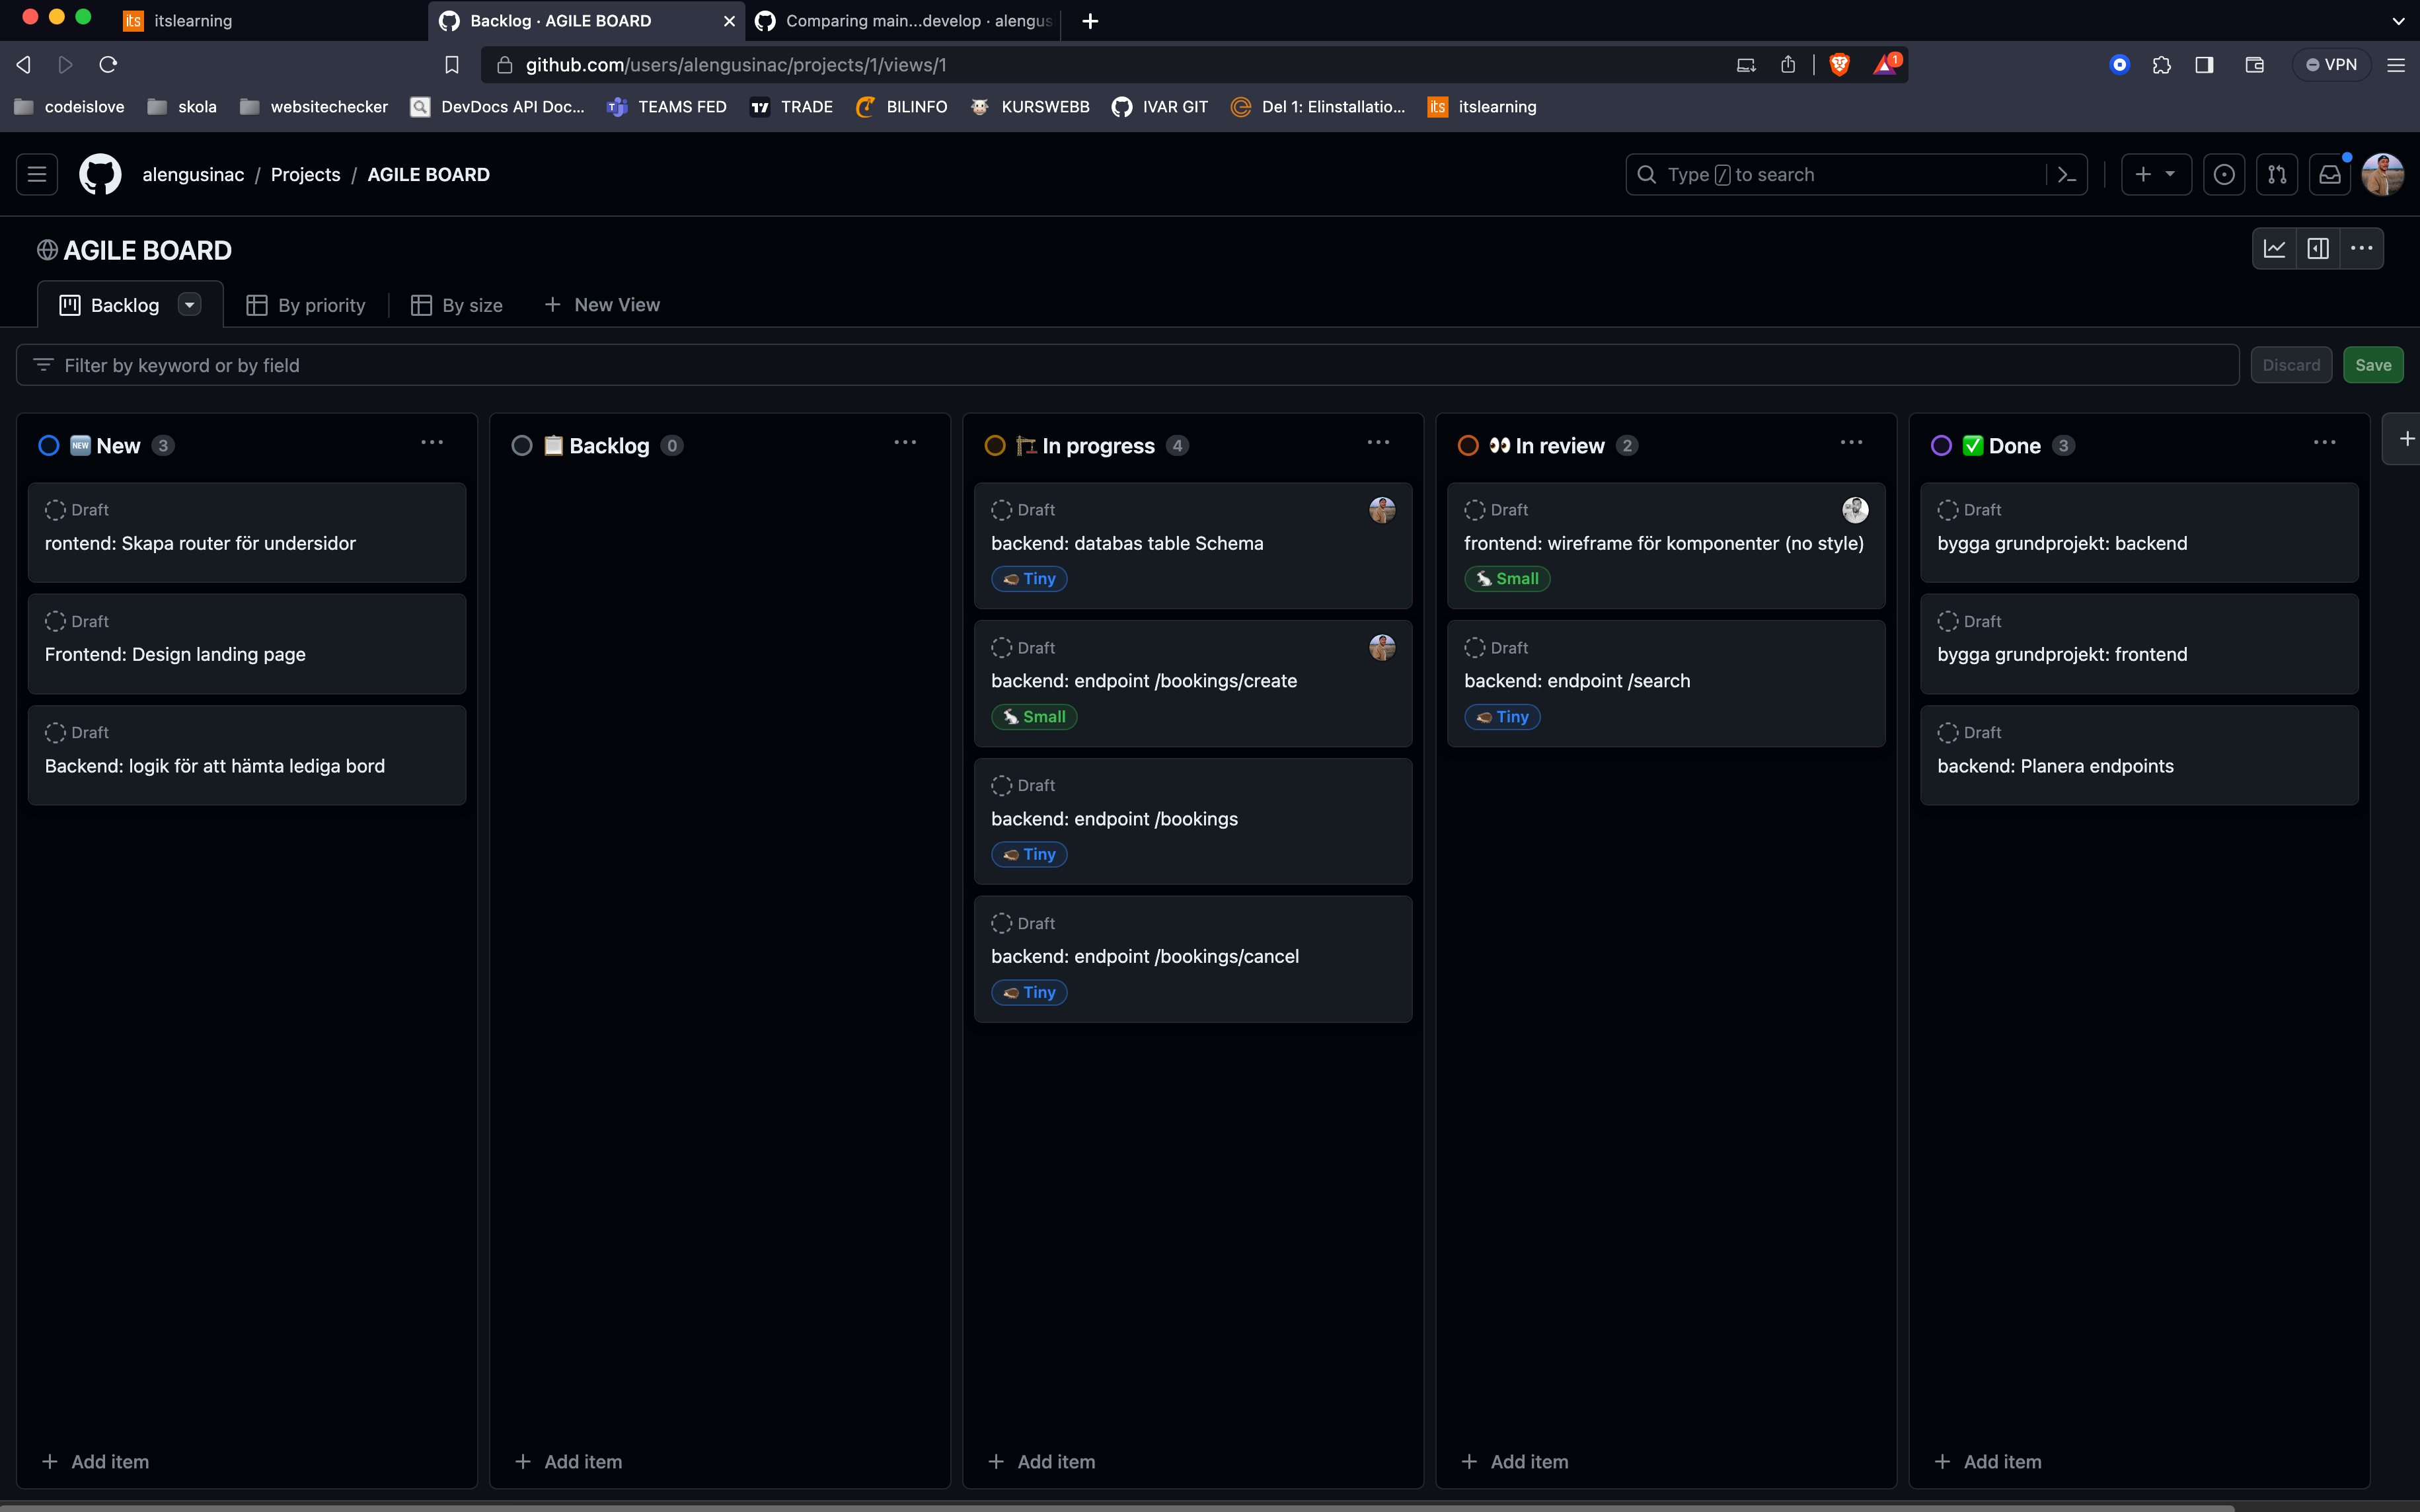 itslearning
Backlog · AGILE BOARD
Comparing main...develop · alengus
github.com/users/alengusinac/projects/1/views/1
1
VPN
codeislove
skola
websitechecker
DevDocs API Doc...
TEAMS FED
TRADE
BILINFO
KURSWEBB
IVAR GIT
Del 1: Elinstallatio...
its itslearning
alengusinac / Projects / AGILE BOARD
Type / to search
AGILE BOARD
Backlog
By priority
By size
New View
Filter by keyword or by field
Discard
Save
NEW New 3
Draft
rontend: Skapa router för undersidor
Draft
Frontend: Design landing page
Draft
Backend: logik för att hämta lediga bord
Add item
Backlog 0
Add item
In progress 4
Draft
backend: databas table Schema
Tiny
Draft
backend: endpoint /bookings/create
Small
Draft
backend: endpoint /bookings
Tiny
Draft
backend: endpoint /bookings/cancel
Tiny
Add item
In review 2
Draft
frontend: wireframe för komponenter (no style)
Small
Draft
backend: endpoint /search
Tiny
Add item
Done 3
Draft
bygga grundprojekt: backend
Draft
bygga grundprojekt: frontend
Draft
backend: Planera endpoints
Add item